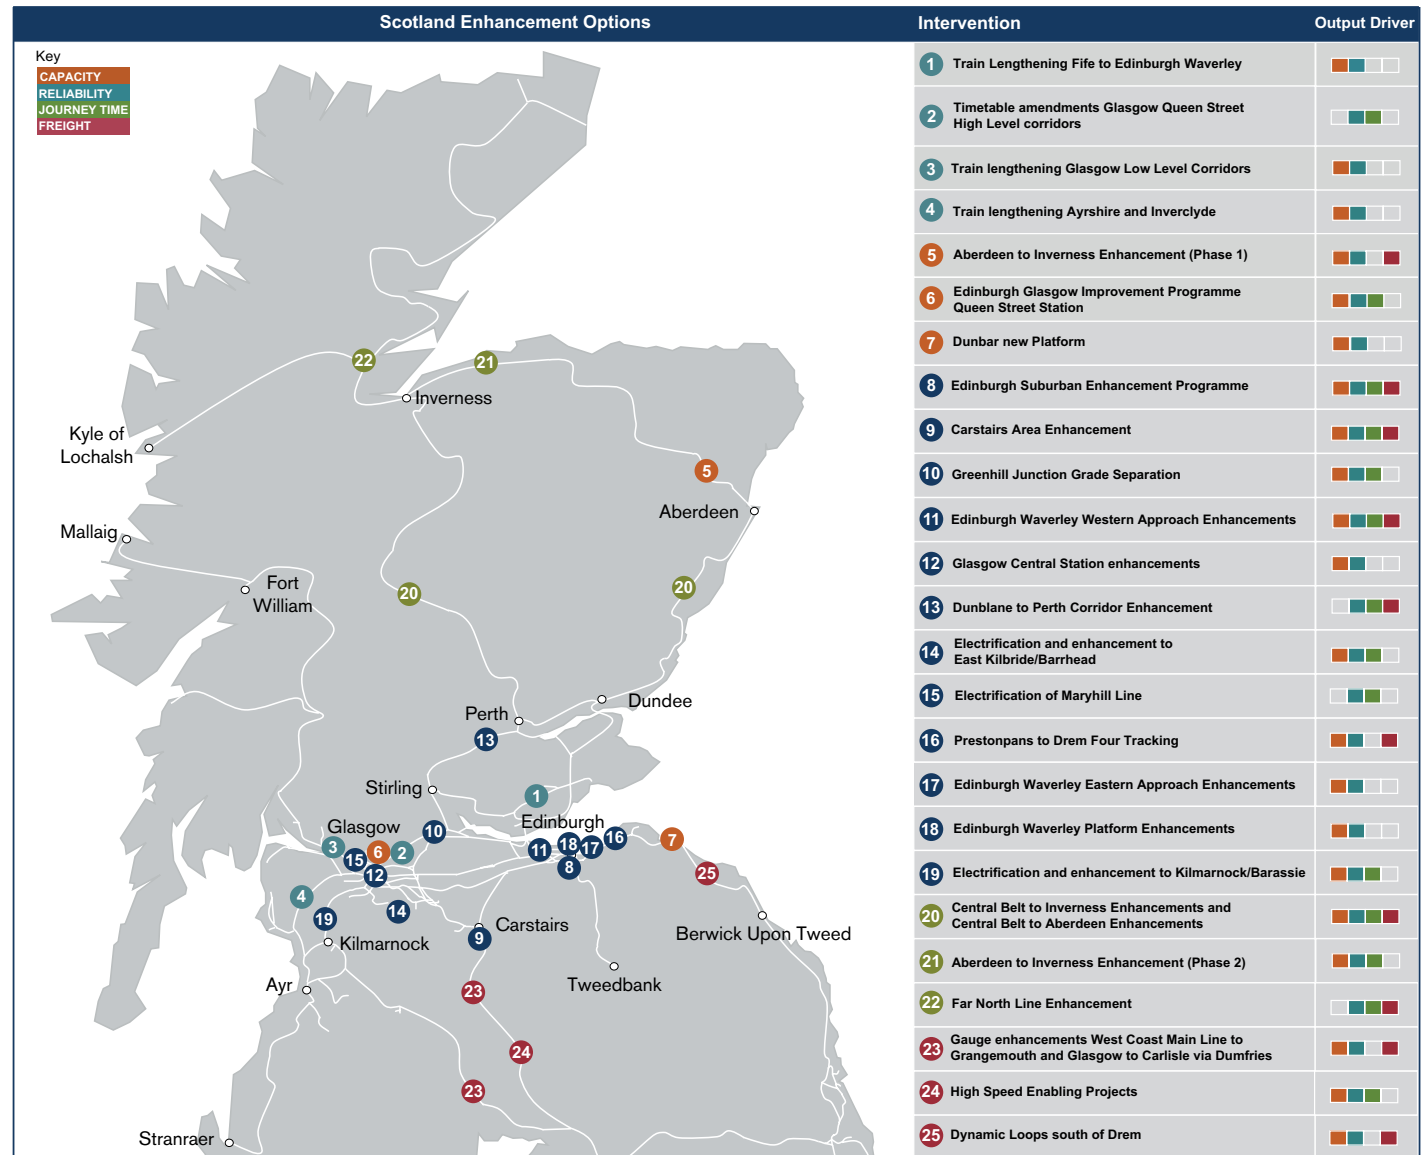 Scotland Enhancement Options
Key
CAPACITY
RELIABILITY
JOURNEY TIME
FREIGHT
22
21
Inverness
Kyle of
Lochalsh
5
Aberdeen
Mallaig
Fort
William
20
20
Dundee
Perth
13
Stirling
1
Edinburgh
Glasgow
10
3
15
6
2
12
11
18
17
16
8
7
25
4
19
14
Kilmarnock
Carstairs
9
Berwick Upon Tweed
Tweedbank
Ayr
23
24
23
Stranraer
Intervention
Output Driver
1 Train Lengthening Fife to Edinburgh Waverley
2 Timetable amendments Glasgow Queen Street
High Level corridors
3 Train lengthening Glasgow Low Level Corridors
4 Train lengthening Ayrshire and Inverclyde
5 Aberdeen to Inverness Enhancement (Phase 1)
6 Edinburgh Glasgow Improvement Programme
Queen Street Station
7 Dunbar new Platform
8 Edinburgh Suburban Enhancement Programme
9 Carstairs Area Enhancement
10 Greenhill Junction Grade Separation
11 Edinburgh Waverley Western Approach Enhancements
12 Glasgow Central Station enhancements
13 Dunblane to Perth Corridor Enhancement
14 Electrification and enhancement to
East Kilbride/Barrhead
15 Electrification of Maryhill Line
16 Prestonpans to Drem Four Tracking
17 Edinburgh Waverley Eastern Approach Enhancements
18 Edinburgh Waverley Platform Enhancements
19 Electrification and enhancement to Kilmarnock/Barassie
20 Central Belt to Inverness Enhancements and
Central Belt to Aberdeen Enhancements
21 Aberdeen to Inverness Enhancement (Phase 2)
22 Far North Line Enhancement
23 Gauge enhancements West Coast Main Line to
Grangemouth and Glasgow to Carlisle via Dumfries
24 High Speed Enabling Projects
25 Dynamic Loops south of Drem